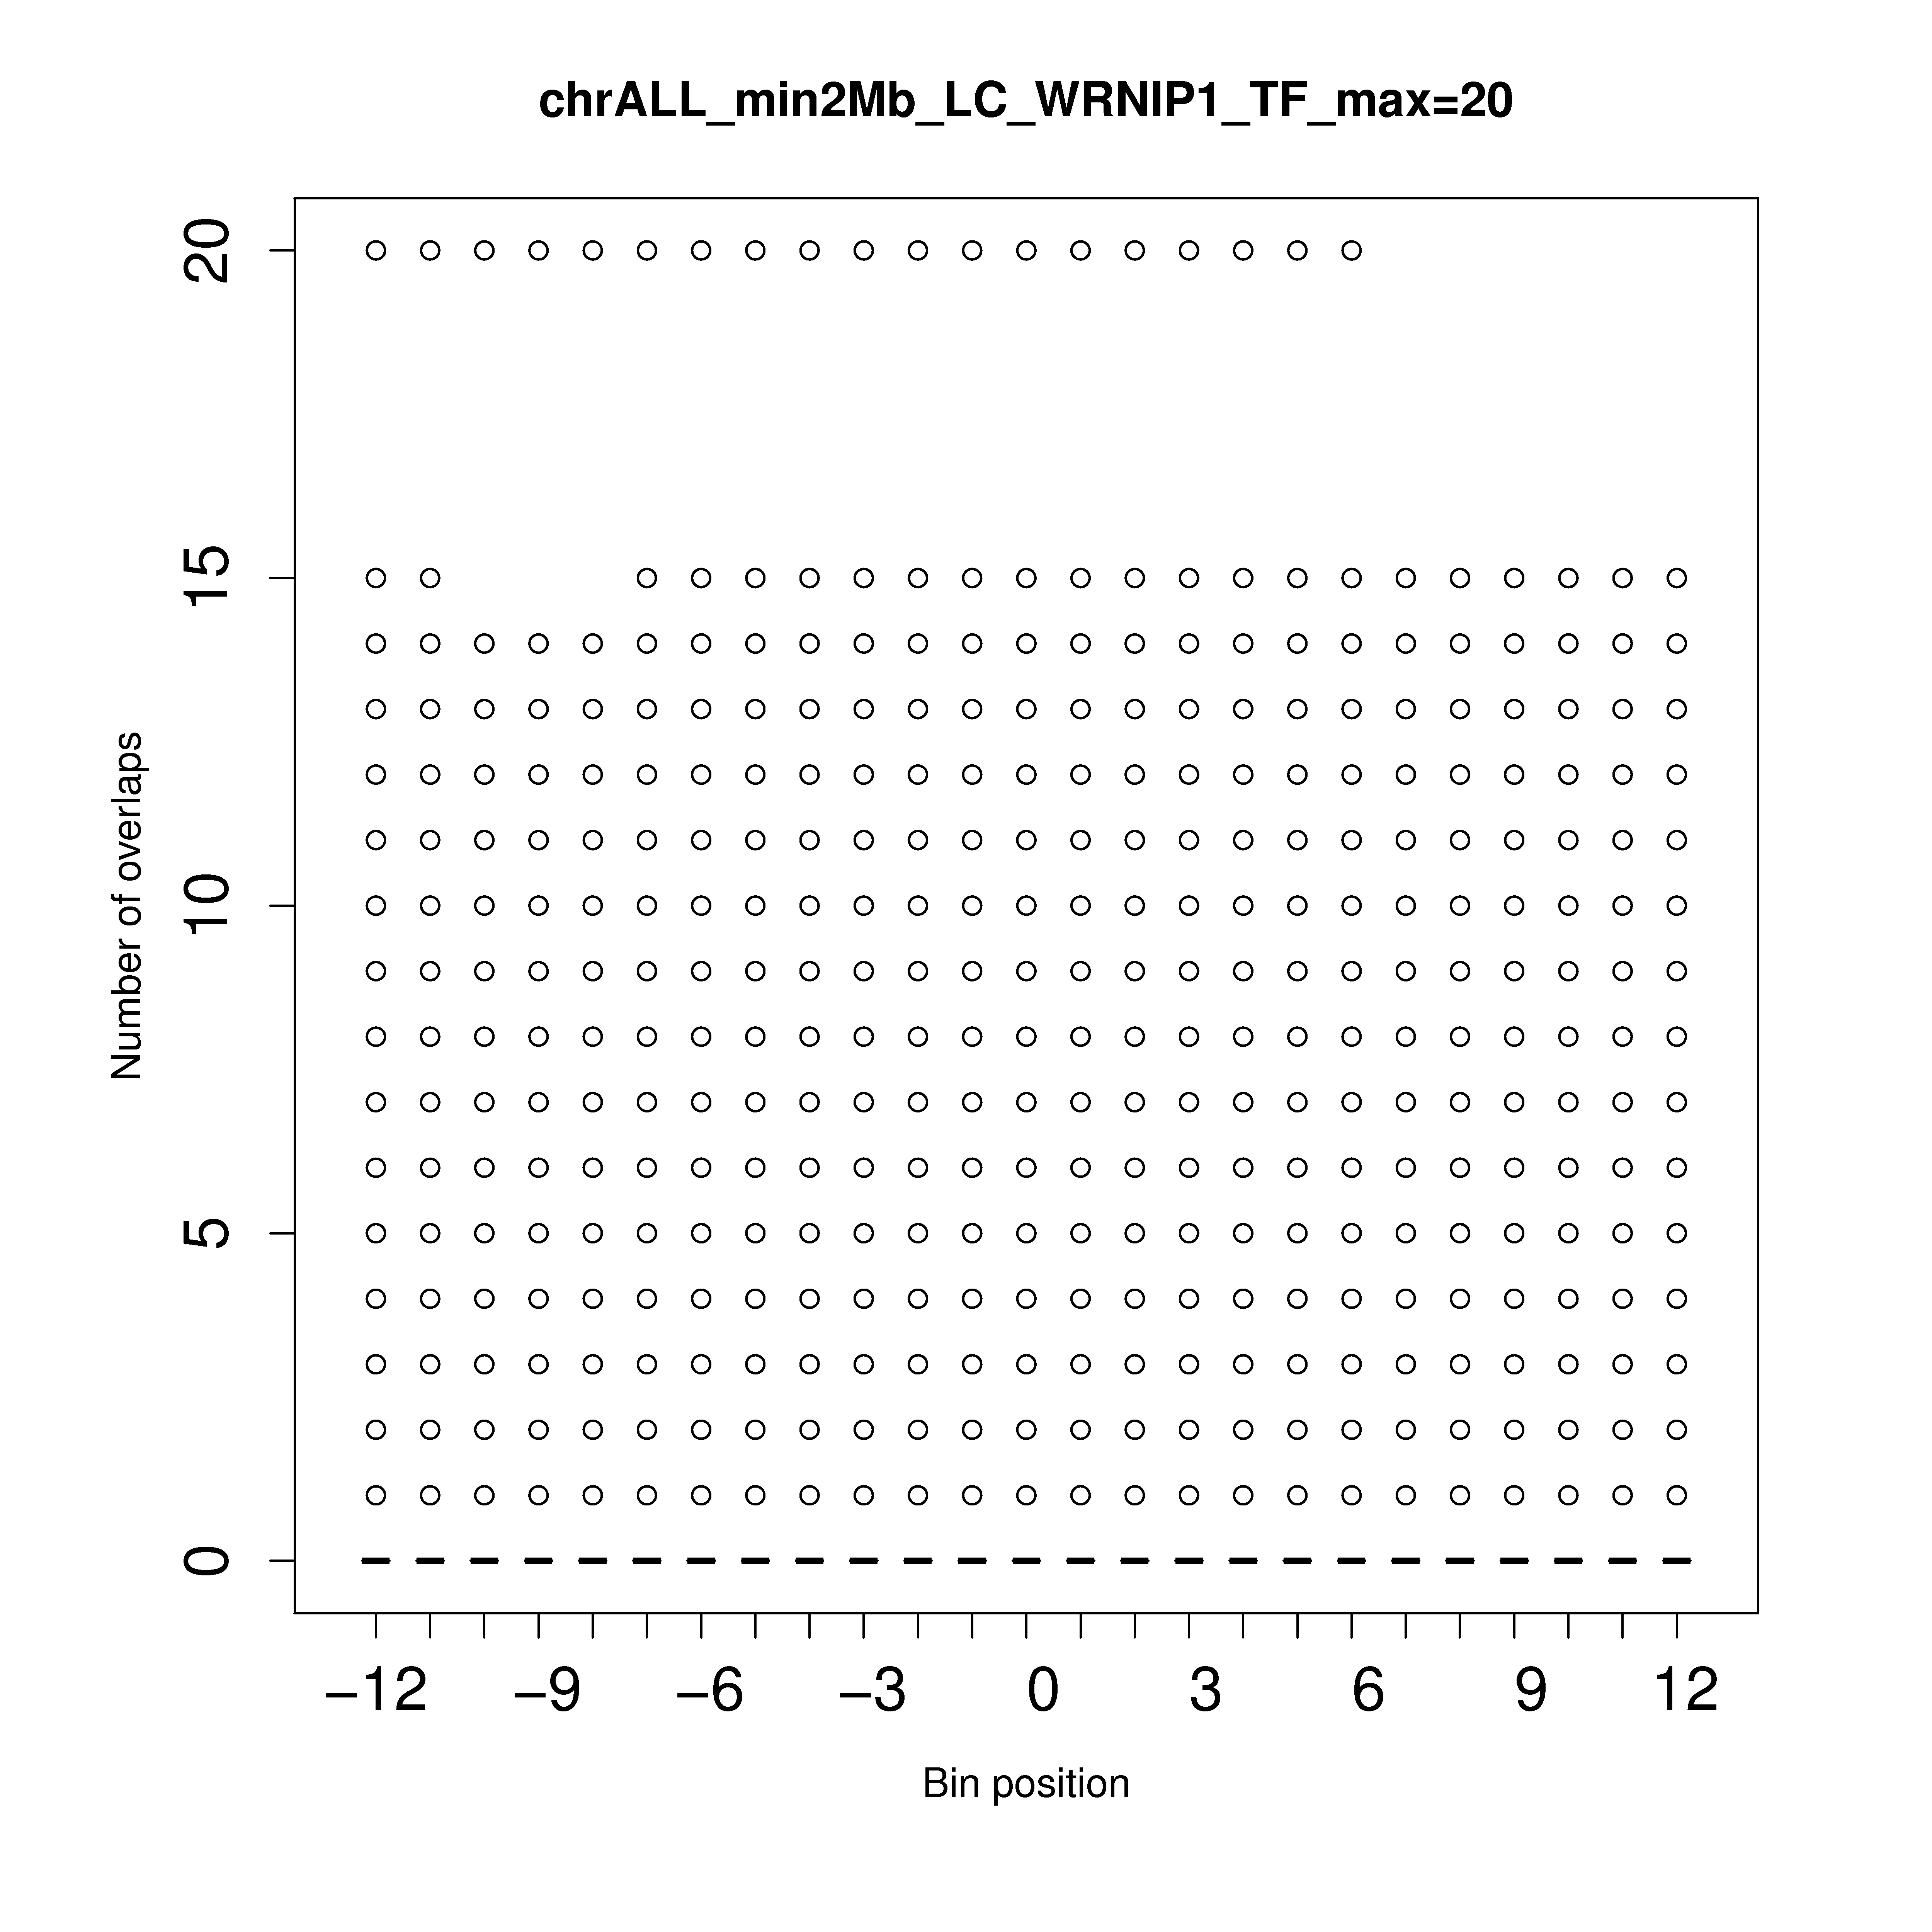 chrALL_min2Mb_LC_WRNIP1_TF_max=20
Number of overlaps
20
15
10
5
0
−12 −9 −6 −3 0 3 6 9 12
Bin position